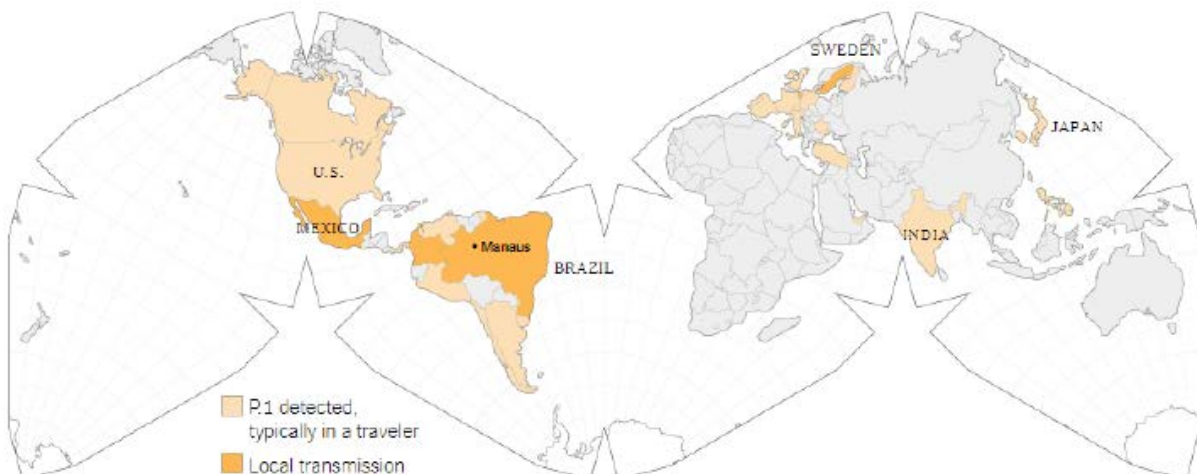 SWEDEN
JAPAN
U.S.
MEXICO
Manaus
INDIA
BRAZIL
P.1 detected,
typically in a traveler
Local transmission